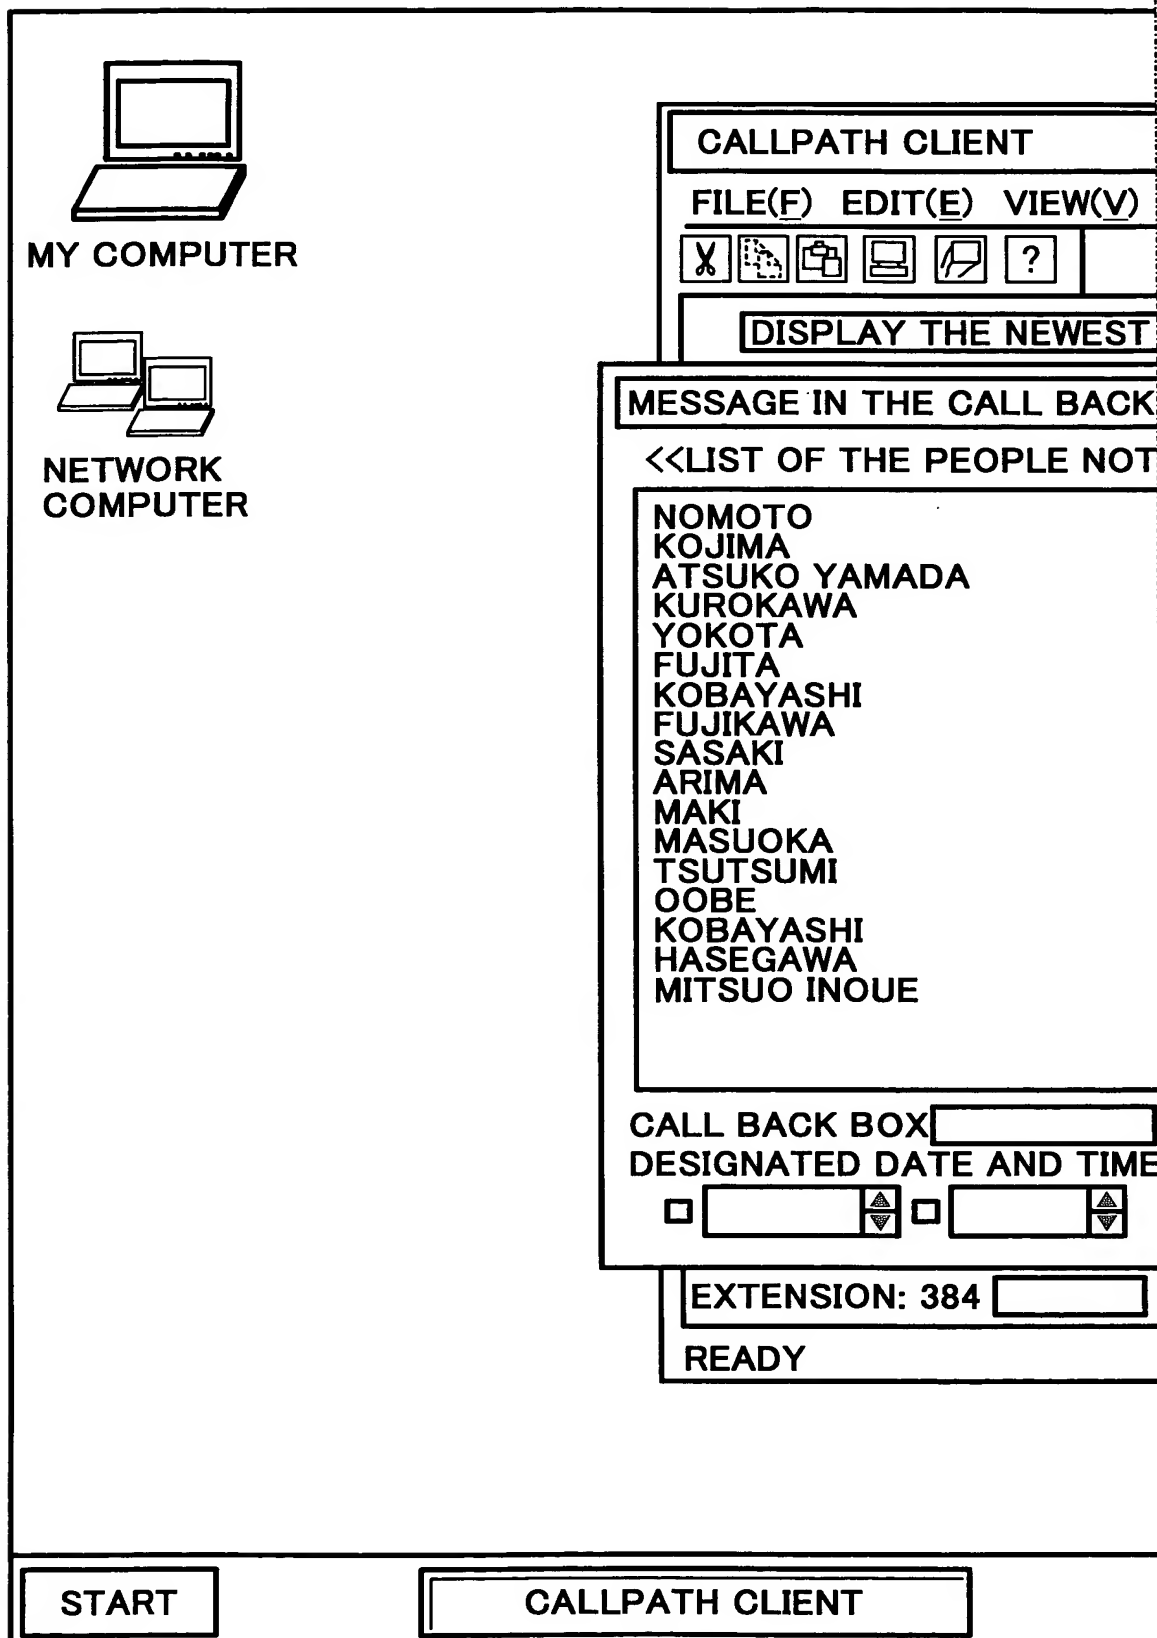 MY COMPUTER
NETWORK
COMPUTER
CALLPATH CLIENT
FILE(F) EDIT(E) VIEW(V)
?
DISPLAY THE NEWEST
MESSAGE IN THE CALL BACK
<<LIST OF THE PEOPLE NOT
NOMOTO
KOJIMA
ATSUKO YAMADA
KUROKAWA
YOKOTA
FUJITA
KOBAYASHI
FUJIKAWA
SASAKI
ARIMA
MAKI
MASUOKA
TSUTSUMI
OOBE
KOBAYASHI
HASEGAWA
MITSUO INOUE
CALL BACK BOX
DESIGNATED DATE AND TIME
EXTENSION: 384
READY
START
CALLPATH CLIENT